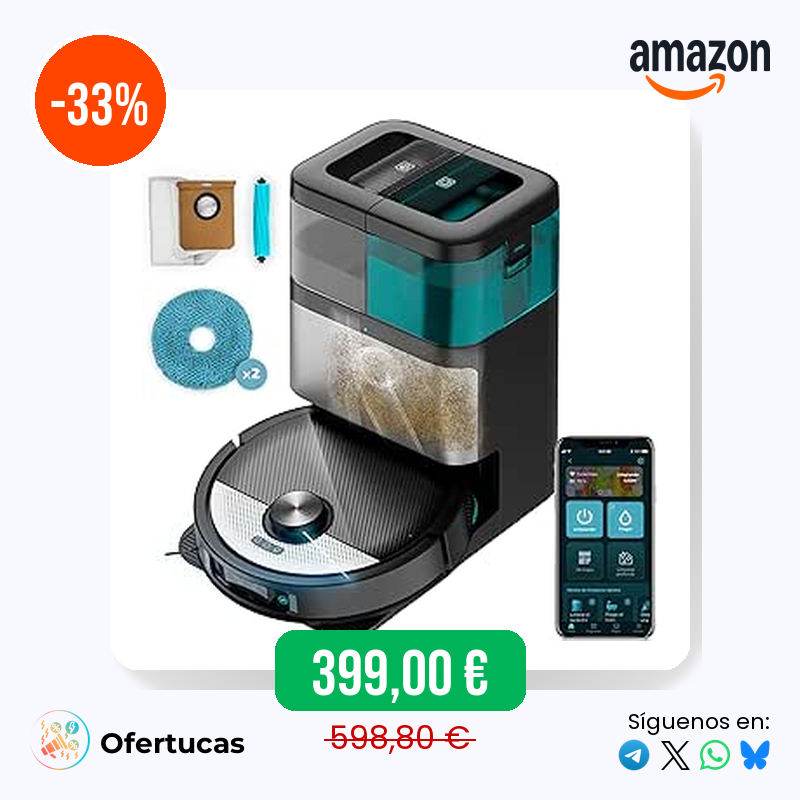 -33%
amazon
x2
399,00 €
598,80 €
Ofertucas
Síguenos en: